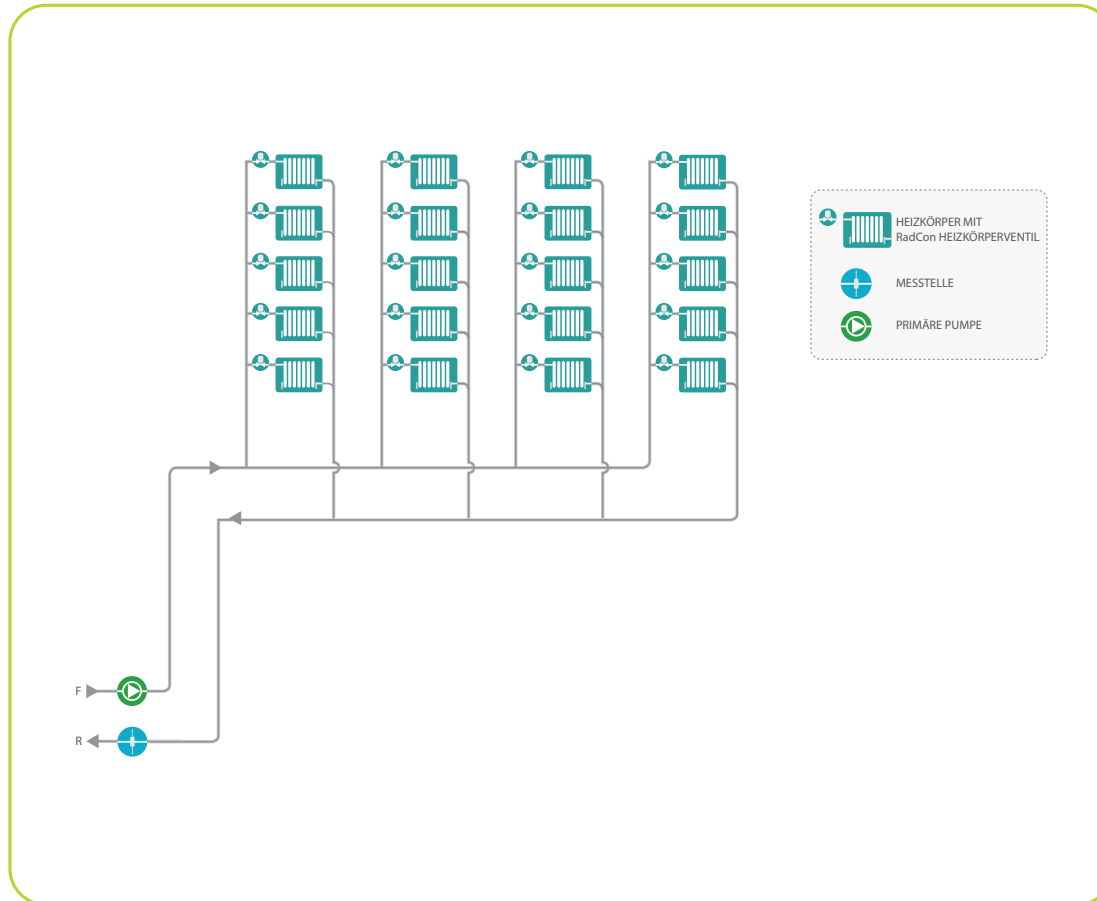 HEIZKÖRPER MIT
RadCon HEIZKÖRPERVENTIL
MESSTELLE
PRIMÄRE PUMPE
F
R